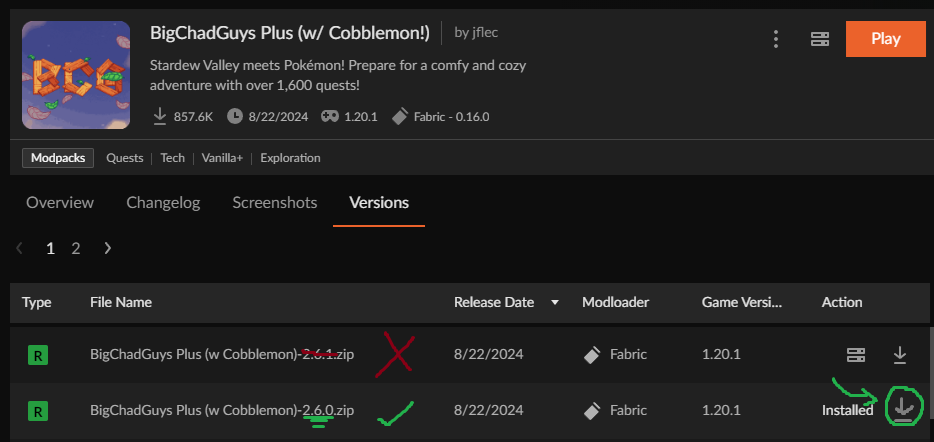 BigChadGuys Plus (w/ Cobblemon!) by jflec
Play
Stardew Valley meets Pokémon! Prepare for a comfy and cozy
adventure with over 1,600 quests!
857.6K 8/22/2024 1.20.1 Fabric - 0.16.0
BCG
Modpacks Quests Tech Vanilla+ Exploration
Overview Changelog Screenshots Versions
1 2
Type File Name Release Date Modloader Game Versi... Action
R BigChadGuys Plus (w Cobblemon)-2.6.1.zip 8/22/2024 Fabric 1.20.1
R BigChadGuys Plus (w Cobblemon)-2.6.0.zip 8/22/2024 Fabric 1.20.1 Installed